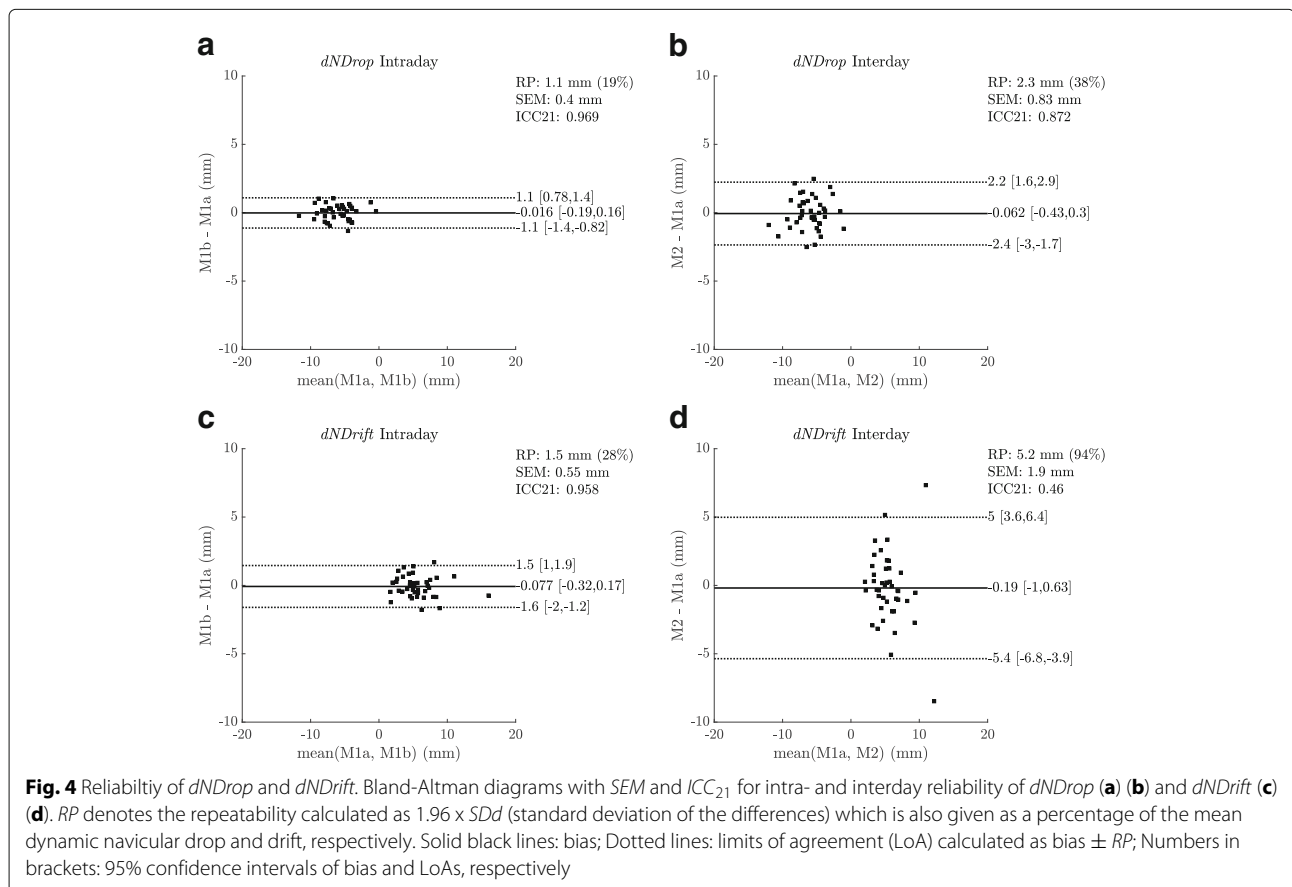 a
dNDrop Intraday
RP: 1.1 mm (19%)
SEM: 0.4 mm
ICC21: 0.969
10
5
0
-5
-10
M1b - M1a (mm)
1.1 [0.78,1.4]
-0.016 [-0.19,0.16]
-1.1 [-1.4,-0.82]
-20 -10 0 10 20
mean(M1a, M1b) (mm)
b
dNDrop Interday
RP: 2.3 mm (38%)
SEM: 0.83 mm
ICC21: 0.872
10
5
0
-5
-10
M2 - M1a (mm)
2.2 [1.6,2.9]
-0.062 [-0.43,0.3]
-2.4 [-3,-1.7]
-20 -10 0 10 20
mean(M1a, M2) (mm)
c
dNDrift Intraday
RP: 1.5 mm (28%)
SEM: 0.55 mm
ICC21: 0.958
10
5
0
-5
-10
M1b - M1a (mm)
1.5 [1,1.9]
-0.077 [-0.32,0.17]
-1.6 [-2,-1.2]
-20 -10 0 10 20
mean(M1a, M1b) (mm)
d
dNDrift Interday
RP: 5.2 mm (94%)
SEM: 1.9 mm
ICC21: 0.46
10
5
0
-5
-10
M2 - M1a (mm)
5 [3.6,6.4]
-0.19 [-1,0.63]
-5.4 [-6.8,-3.9]
-20 -10 0 10 20
mean(M1a, M2) (mm)
Fig. 4 Reliabiltiy of dNDrop and dNDrift. Bland-Altman diagrams with SEM and ICC21 for intra- and interday reliability of dNDrop (a) (b) and dNDrift (c)
(d). RP denotes the repeatability calculated as 1.96 x SDd (standard deviation of the differences) which is also given as a percentage of the mean
dynamic navicular drop and drift, respectively. Solid black lines: bias; Dotted lines: limits of agreement (LoA) calculated as bias ± RP; Numbers in
brackets: 95% confidence intervals of bias and LoAs, respectively